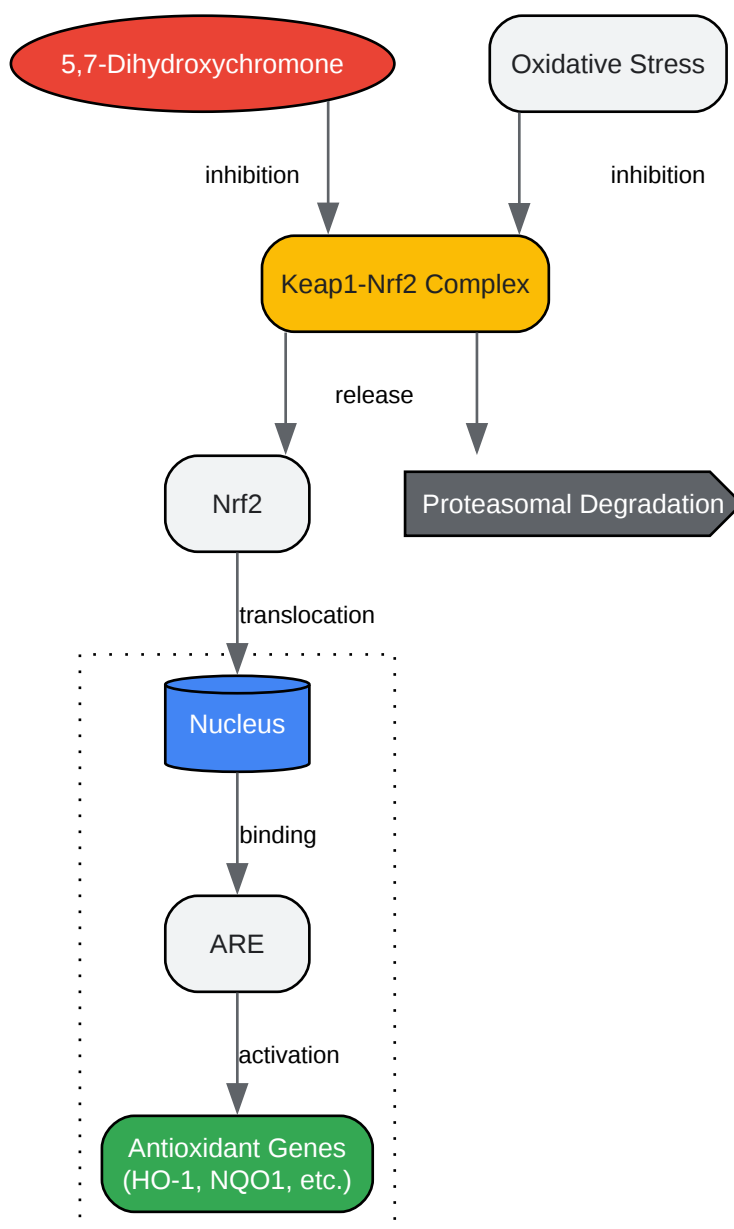 5,7-Dihydroxychromone
Oxidative Stress
inhibition
inhibition
Keap1-Nrf2 Complex
release
Nrf2
Proteasomal Degradation
translocation
Nucleus
binding
ARE
activation
Antioxidant Genes
(HO-1, NQO1, etc.)